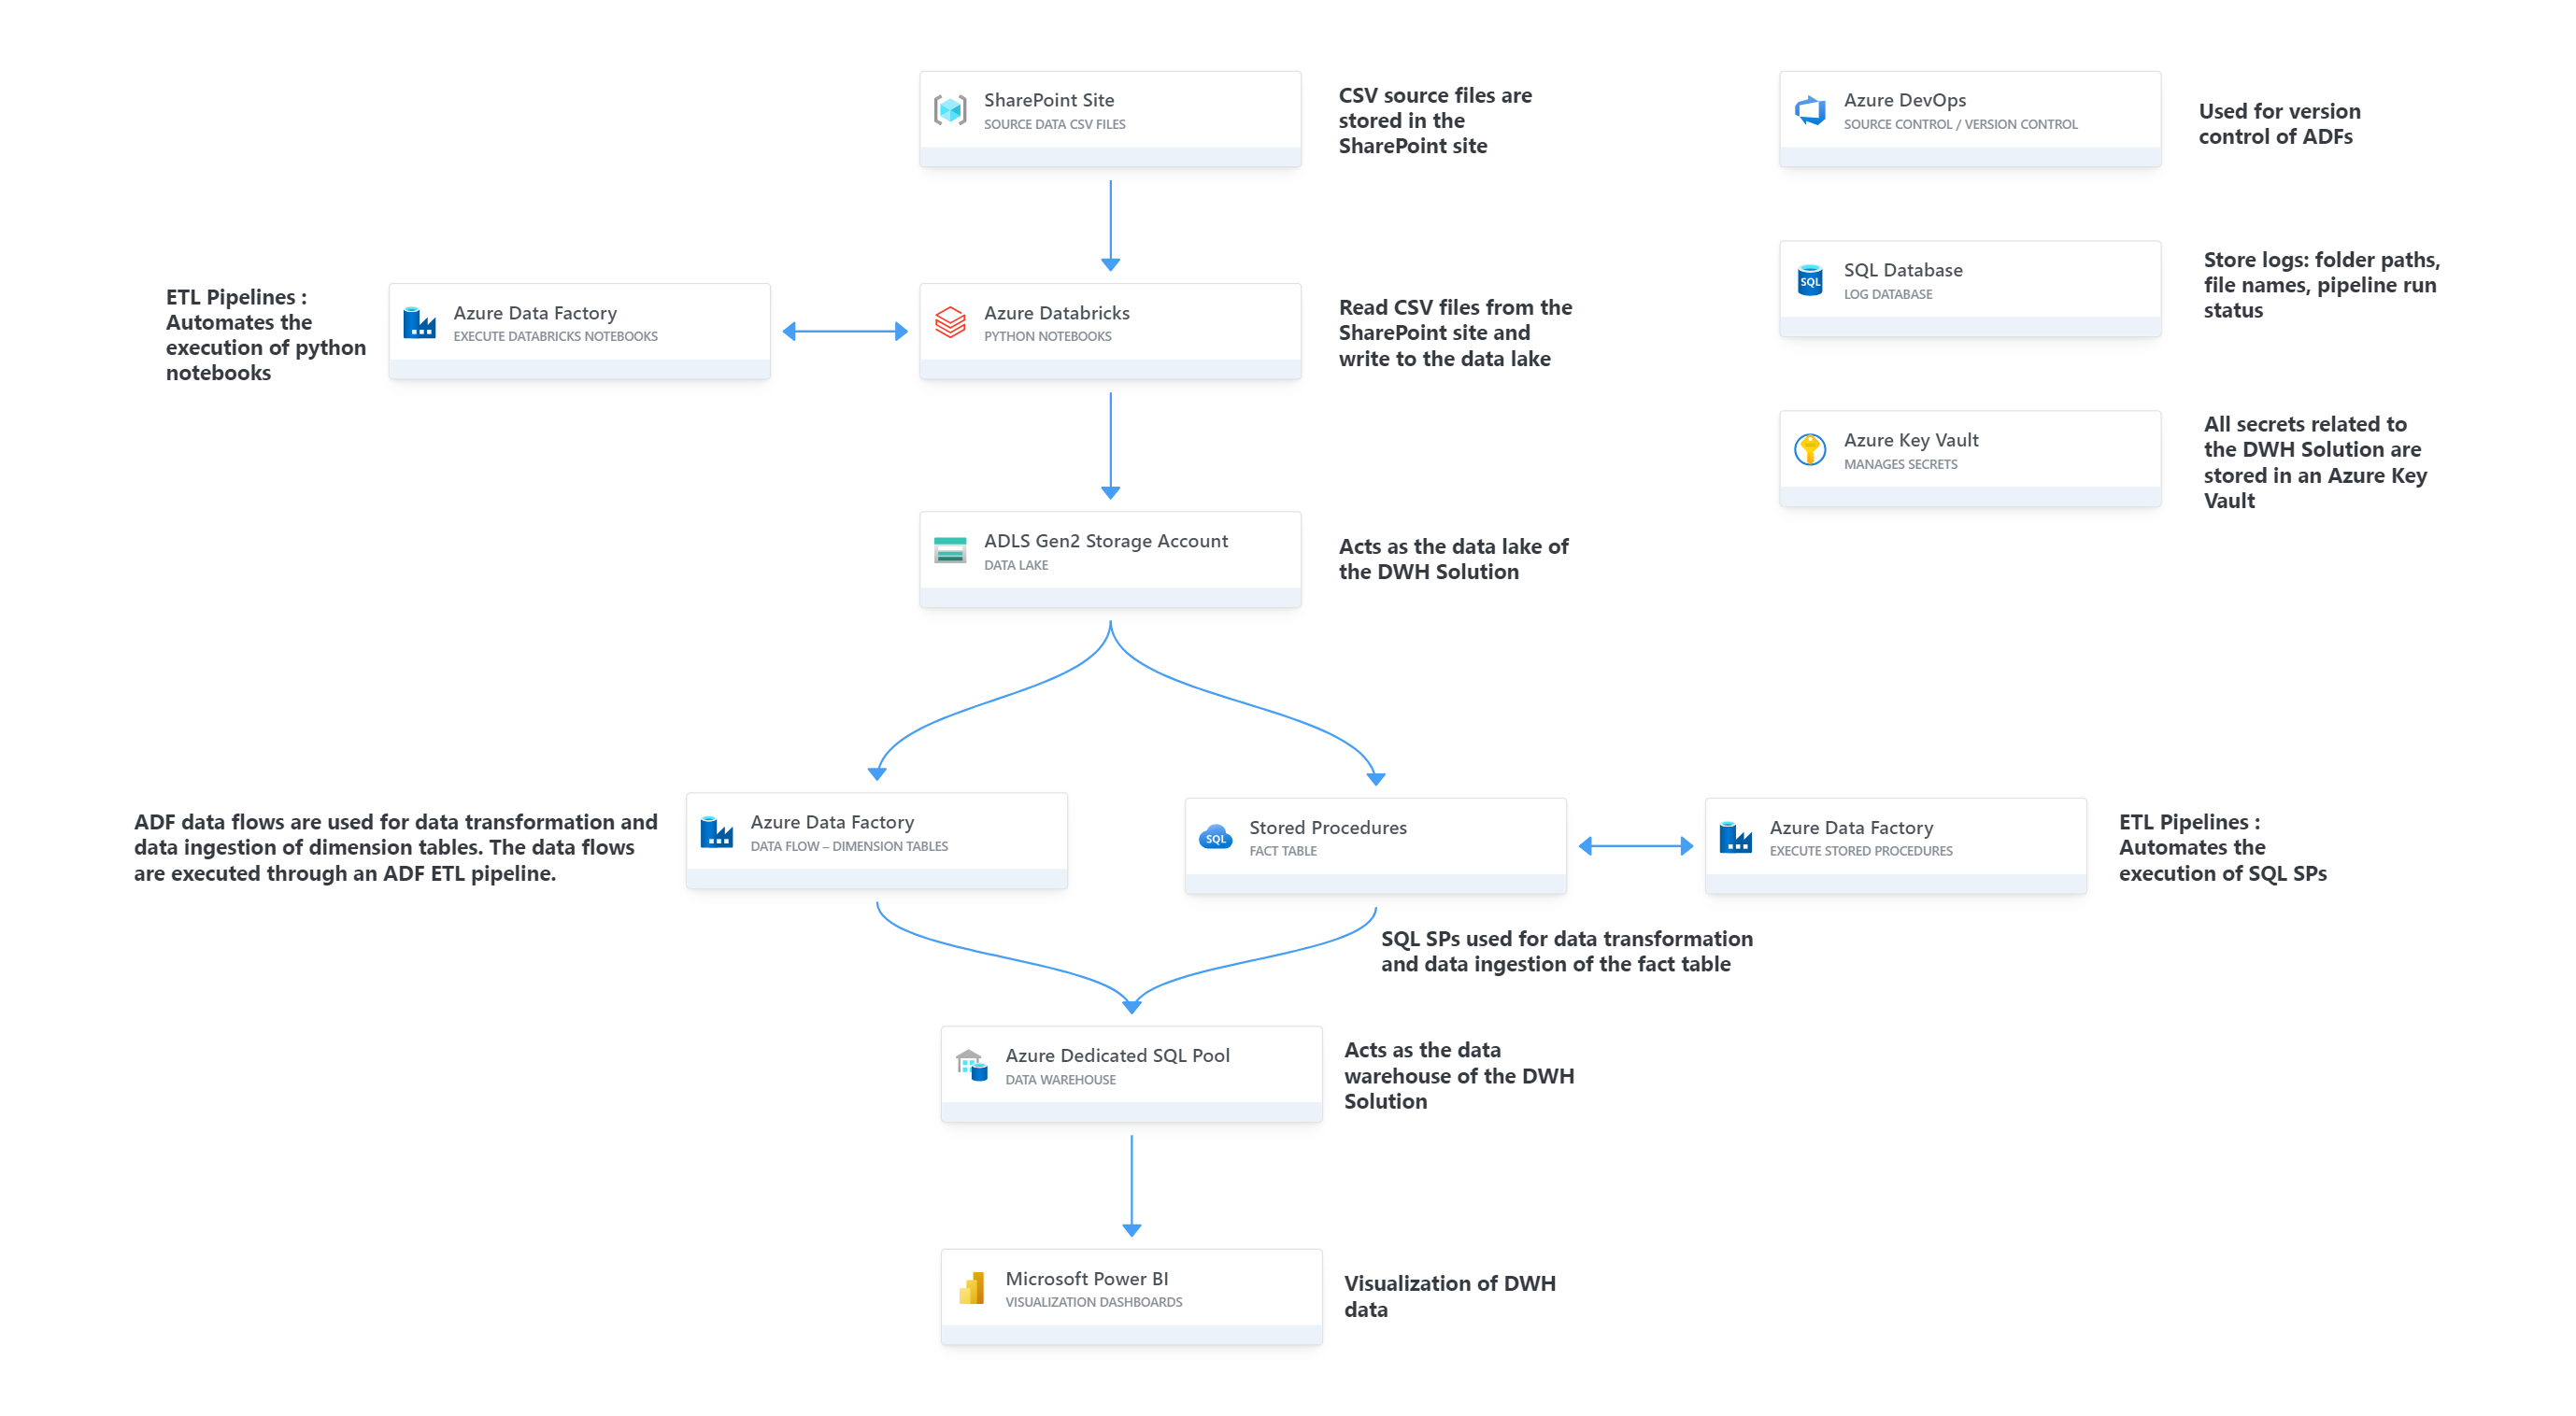 SharePoint Site
SOURCE DATA CSV FILES
CSV source files are
stored in the
SharePoint site
Azure DevOps
SOURCE CONTROL / VERSION CONTROL
Used for version
control of ADFs
SQL Database
LOG DATABASE
Store logs: folder paths,
file names, pipeline run
status
ETL Pipelines :
Automates the
execution of python
notebooks
Azure Data Factory
EXECUTE DATABRICKS NOTEBOOKS
Azure Databricks
PYTHON NOTEBOOKS
Read CSV files from the
SharePoint site and
write to the data lake
Azure Key Vault
MANAGES SECRETS
All secrets related to
the DWH Solution are
stored in an Azure Key
Vault
ADLS Gen2 Storage Account
DATA LAKE
Acts as the data lake of
the DWH Solution
ADF data flows are used for data transformation and
data ingestion of dimension tables. The data flows
are executed through an ADF ETL pipeline.
Azure Data Factory
DATA FLOW – DIMENSION TABLES
Stored Procedures
FACT TABLE
Azure Data Factory
EXECUTE STORED PROCEDURES
ETL Pipelines :
Automates the
execution of SQL SPs
SQL SPs used for data transformation
and data ingestion of the fact table
Azure Dedicated SQL Pool
DATA WAREHOUSE
Acts as the data
warehouse of the DWH
Solution
Microsoft Power BI
VISUALIZATION DASHBOARDS
Visualization of DWH
data
SQL
SQL